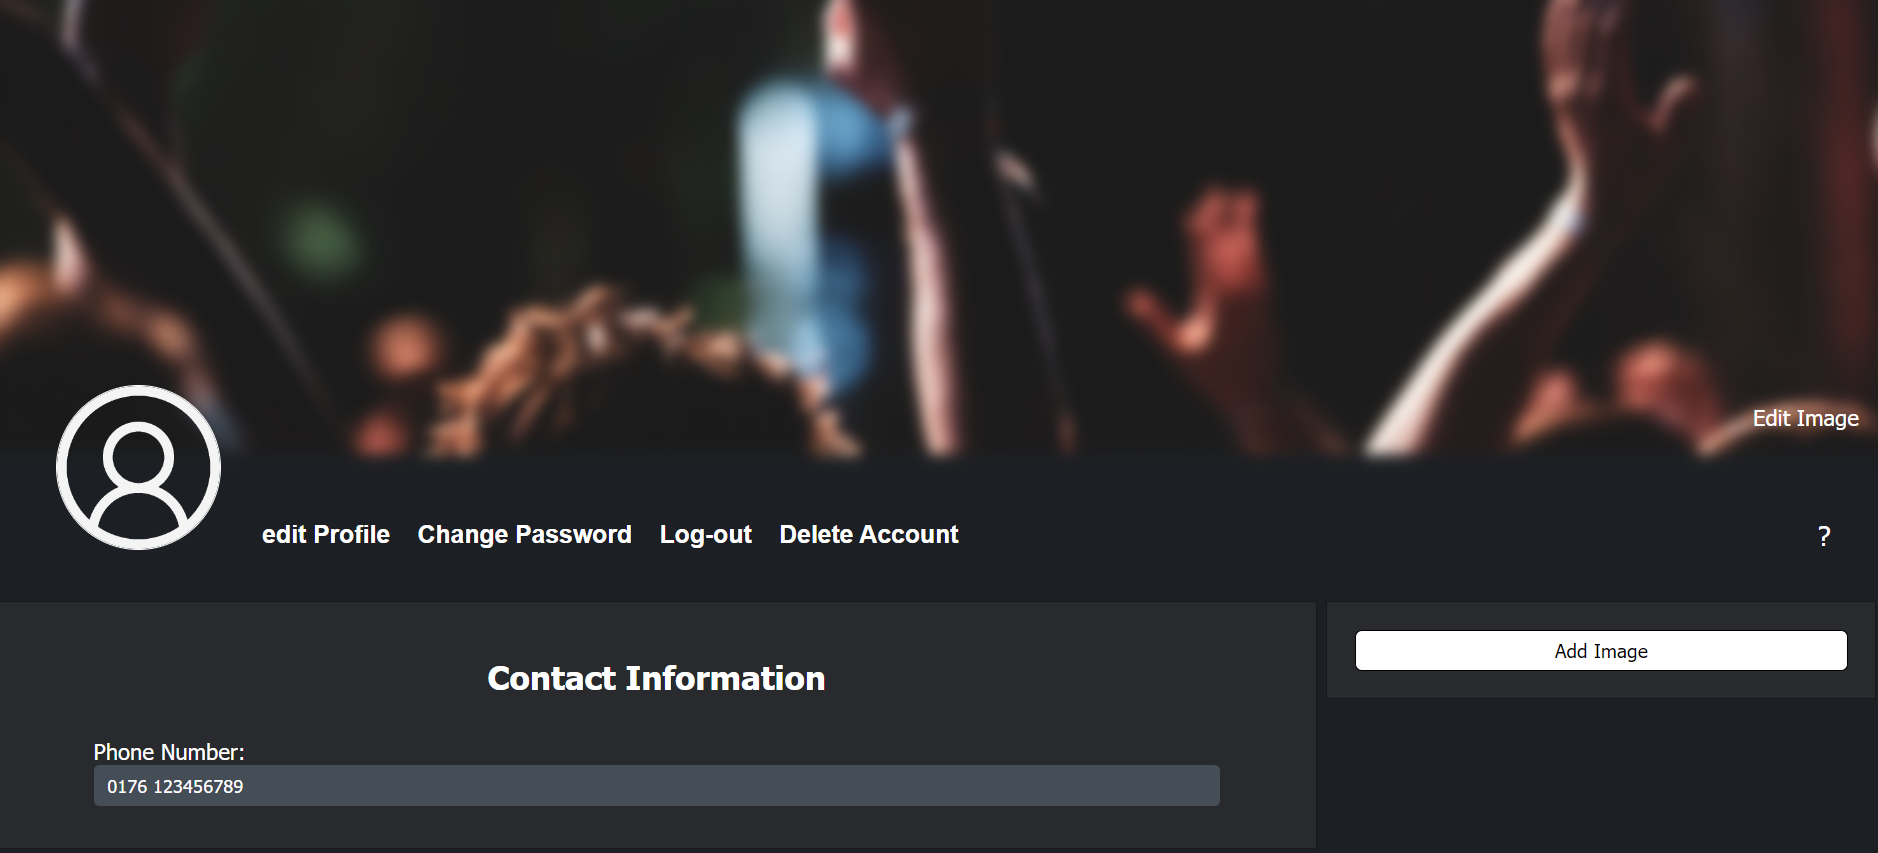 Edit Image
edit Profile Change Password Log-out Delete Account ?
Contact Information
Add Image
Phone Number:
0176 123456789